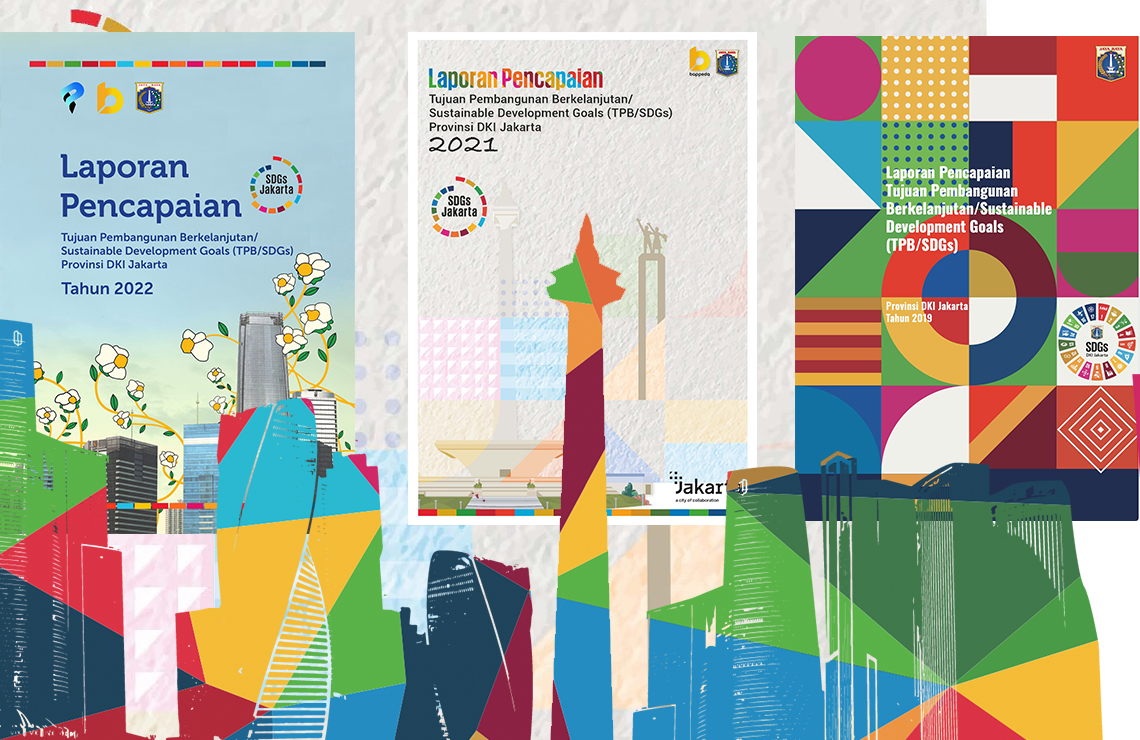 Laporan
Pencapaian
SDGs
Jakarta
Tujuan Pembangunan Berkelanjutan/
Sustainable Development Goals (TPB/SDGs)
Provinsi DKI Jakarta
Tahun 2022
bappeda
JAYA RAYA
Laporan Pencapaian
Tujuan Pembangunan Berkelanjutan/
Sustainable Development Goals (TPB/SDGs)
Provinsi DKI Jakarta
2021
SDGs
Jakarta
a city of collaboration
JAYA RAYA
Laporan Pencapaian
Tujuan Pembangunan
Berkelanjutan/Sustainable
Development Goals
(TPB/SDGs)
Provinsi DKI Jakarta
Tahun 2019
SDGs
DKI Jakarta